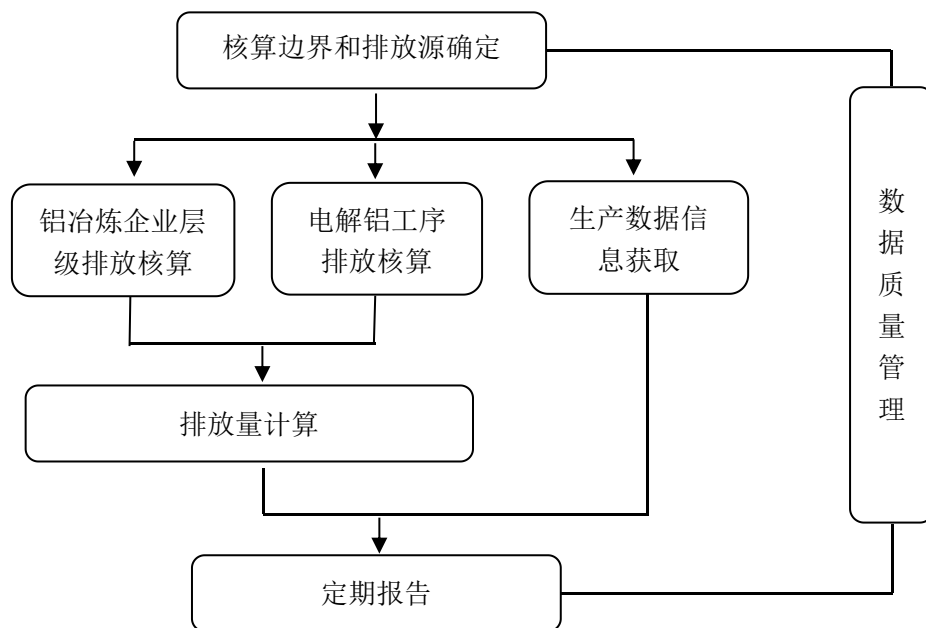 核算边界和排放源确定
铝冶炼企业层
级排放核算
电解铝工序
排放核算
生产数据信
息获取
数
据
质
量
管
理
排放量计算
定期报告